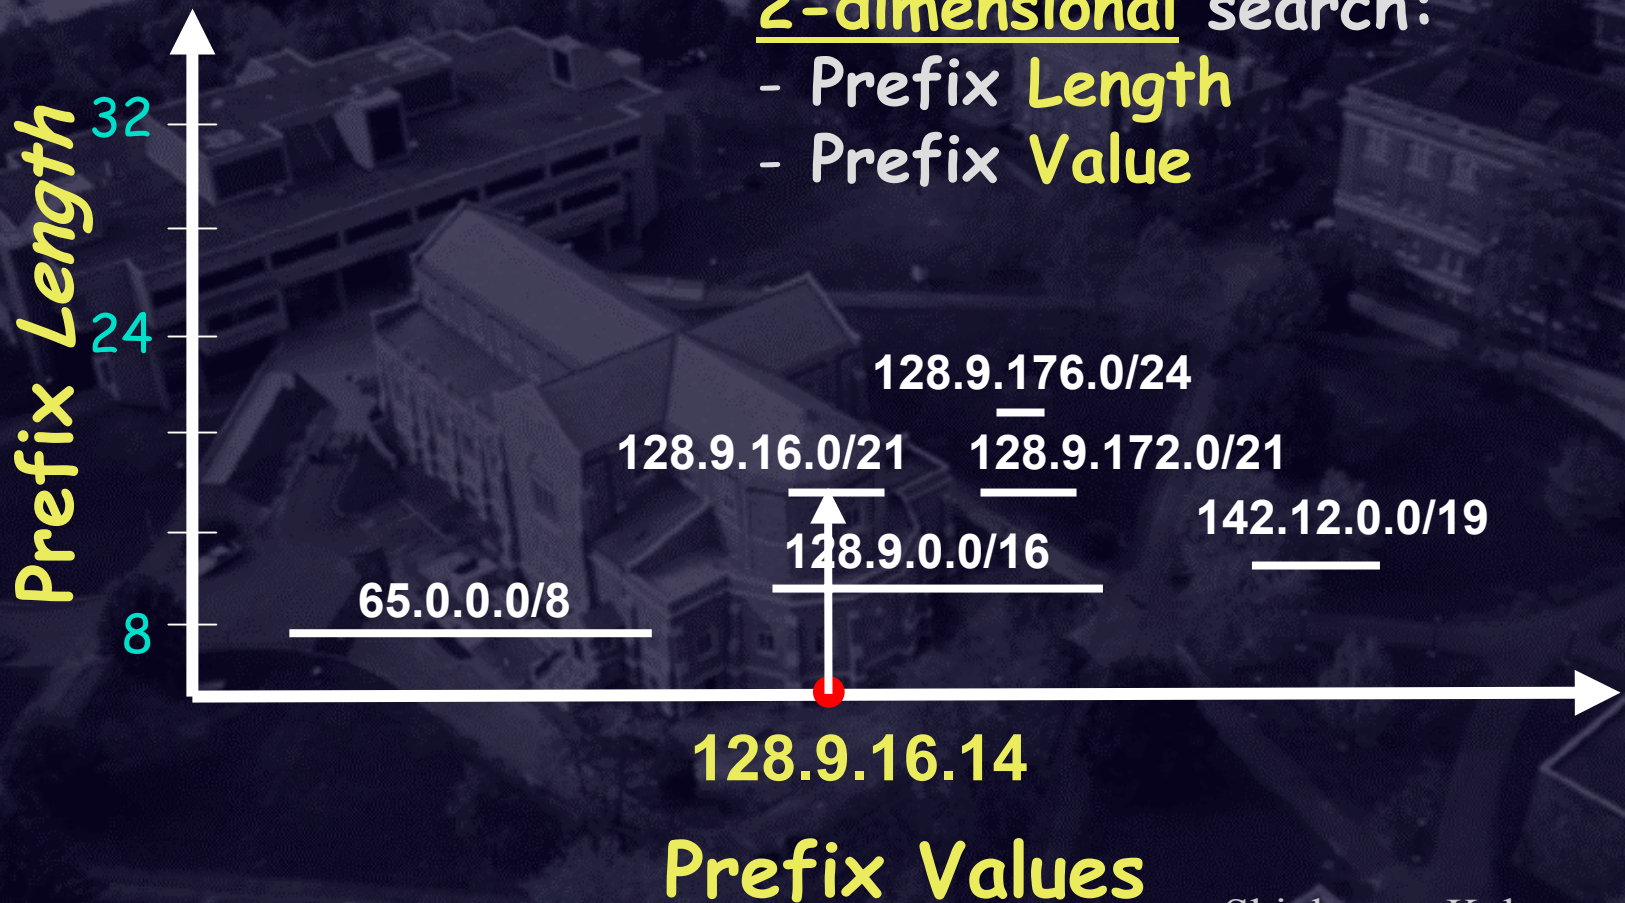 2-dimensional search:
- Prefix Length
- Prefix Value
Prefix Length
32
24
8
128.9.176.0/24
128.9.16.0/21
128.9.172.0/21
142.12.0.0/19
128.9.0.0/16
65.0.0.0/8
128.9.16.14
Prefix Values